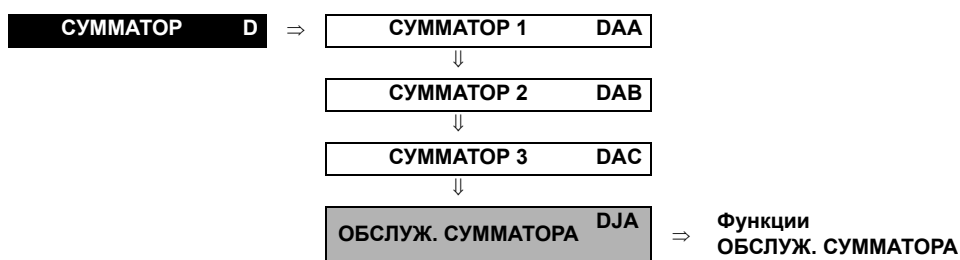 СУММАТОР D ⇒ СУММАТОР 1 DAA
⇓
СУММАТОР 2 DAB
⇓
СУММАТОР 3 DAC
⇓
ОБСЛУЖ. СУММАТОРА DJA ⇒ Функции
ОБСЛУЖ. СУММАТОРА